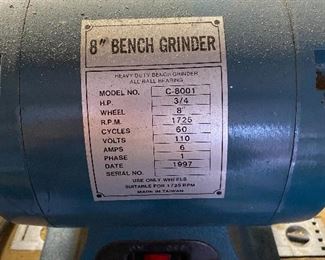 8" BENCH GRINDER
HEAVY DUTY BENCH GRINDER
ALL BALL BEARING
MODEL NO. C-8001
H.P. 3/4
WHEEL 8"
R.P.M. 1725
CYCLES 60
VOLTS 110
AMPS 6
PHASE
DATE 1997
SERIAL NO.
USE ONLY WHEELS
SUITABLE FOR 1725 RPM
MADE IN TAIWAN